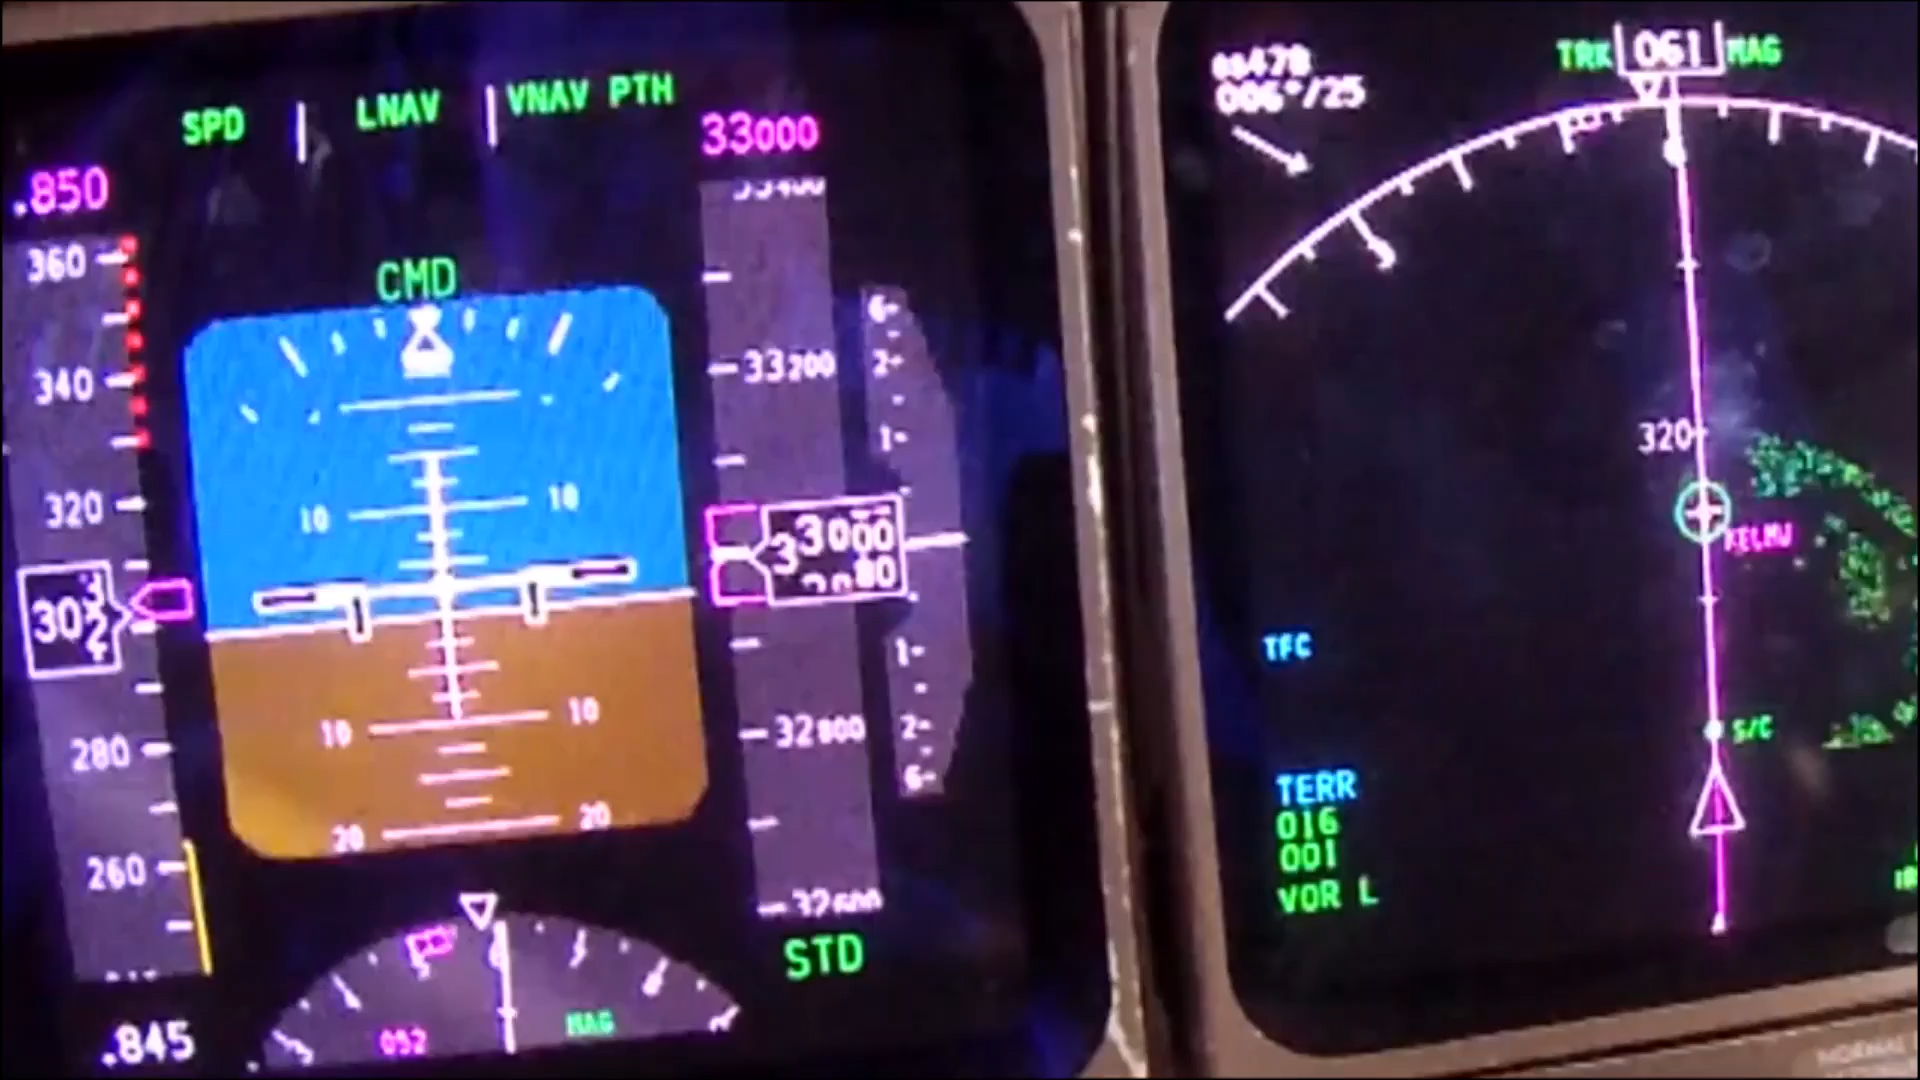 SPD LNAV VNAV PTH
33000
.850
CMD
360
340
320
280
260
10 10
10 10
20 20
33200
32800
32600
6
2
1
1
2
6
STD
.845
052
MAG
TRK 061 MAG
006°/25
3
320
TFC
S/C
TERR
016
001
VOR L